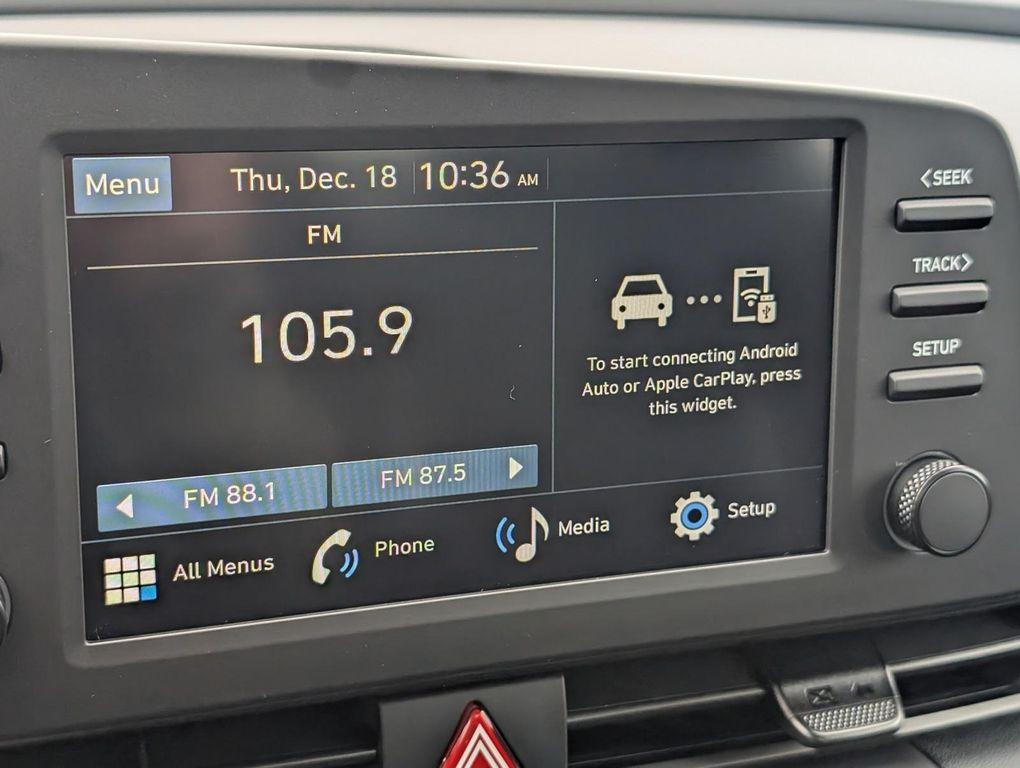 Menu
Thu, Dec. 18
10:36 AM
FM
105.9
FM 88.1
FM 87.5
To start connecting Android
Auto or Apple CarPlay, press
this widget.
All Menus
Phone
Media
Setup
<SEEK
TRACK>
SETUP